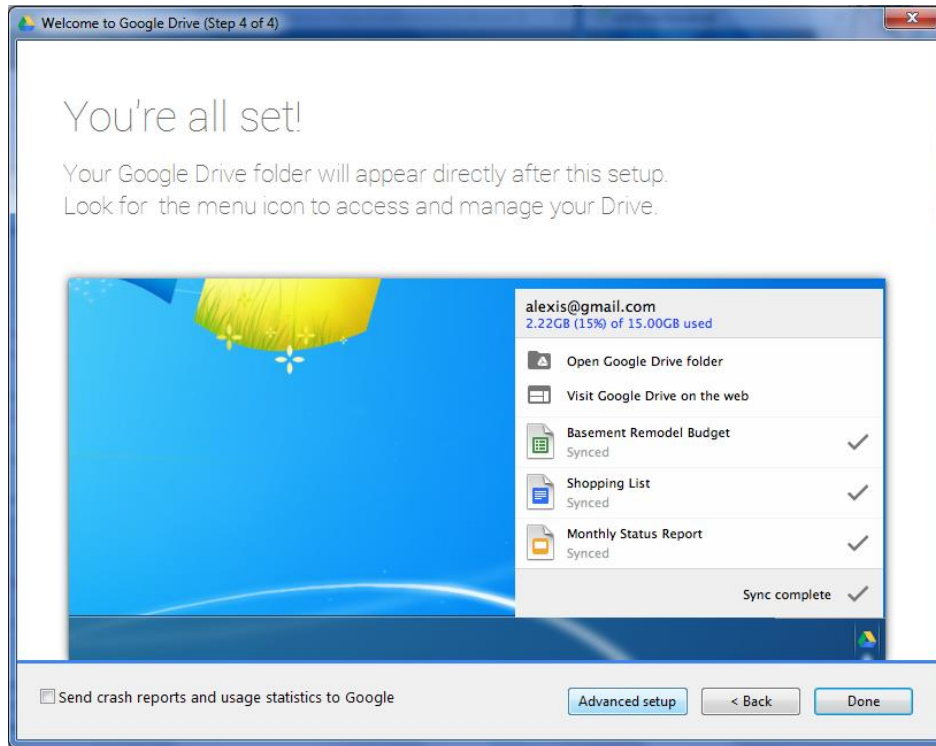 Welcome to Google Drive (Step 4 of 4)
You're all set!
Your Google Drive folder will appear directly after this setup.
Look for the menu icon to access and manage your Drive.
alexis@gmail.com
2.22GB (15%) of 15.00GB used
Open Google Drive folder
Visit Google Drive on the web
Basement Remodel Budget
Synced
Shopping List
Synced
Monthly Status Report
Synced
Sync complete
Send crash reports and usage statistics to Google
Advanced setup
< Back
Done